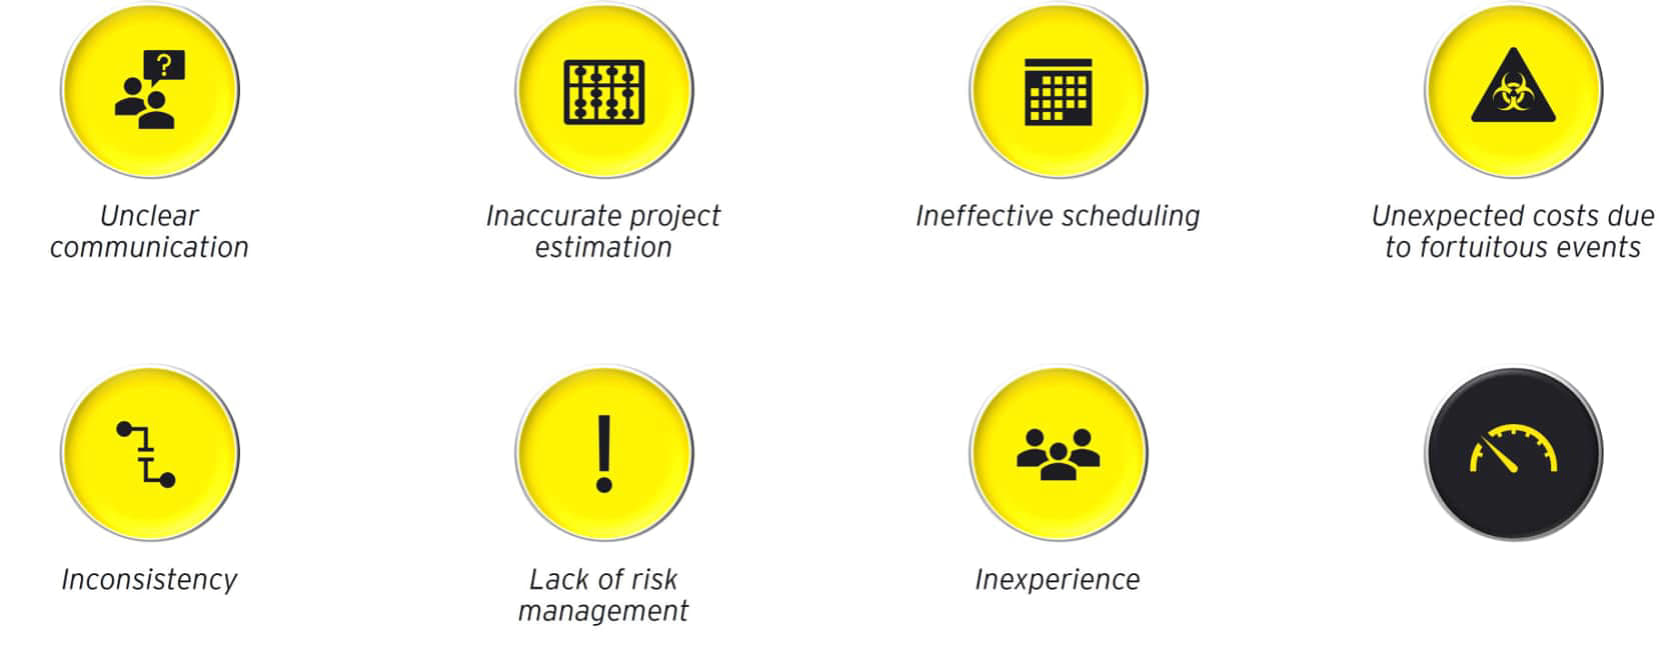 ?
Unclear
communication
Inaccurate project
estimation
Ineffective scheduling
Unexpected costs due
to fortuitous events
!
Inconsistency
Lack of risk
management
Inexperience